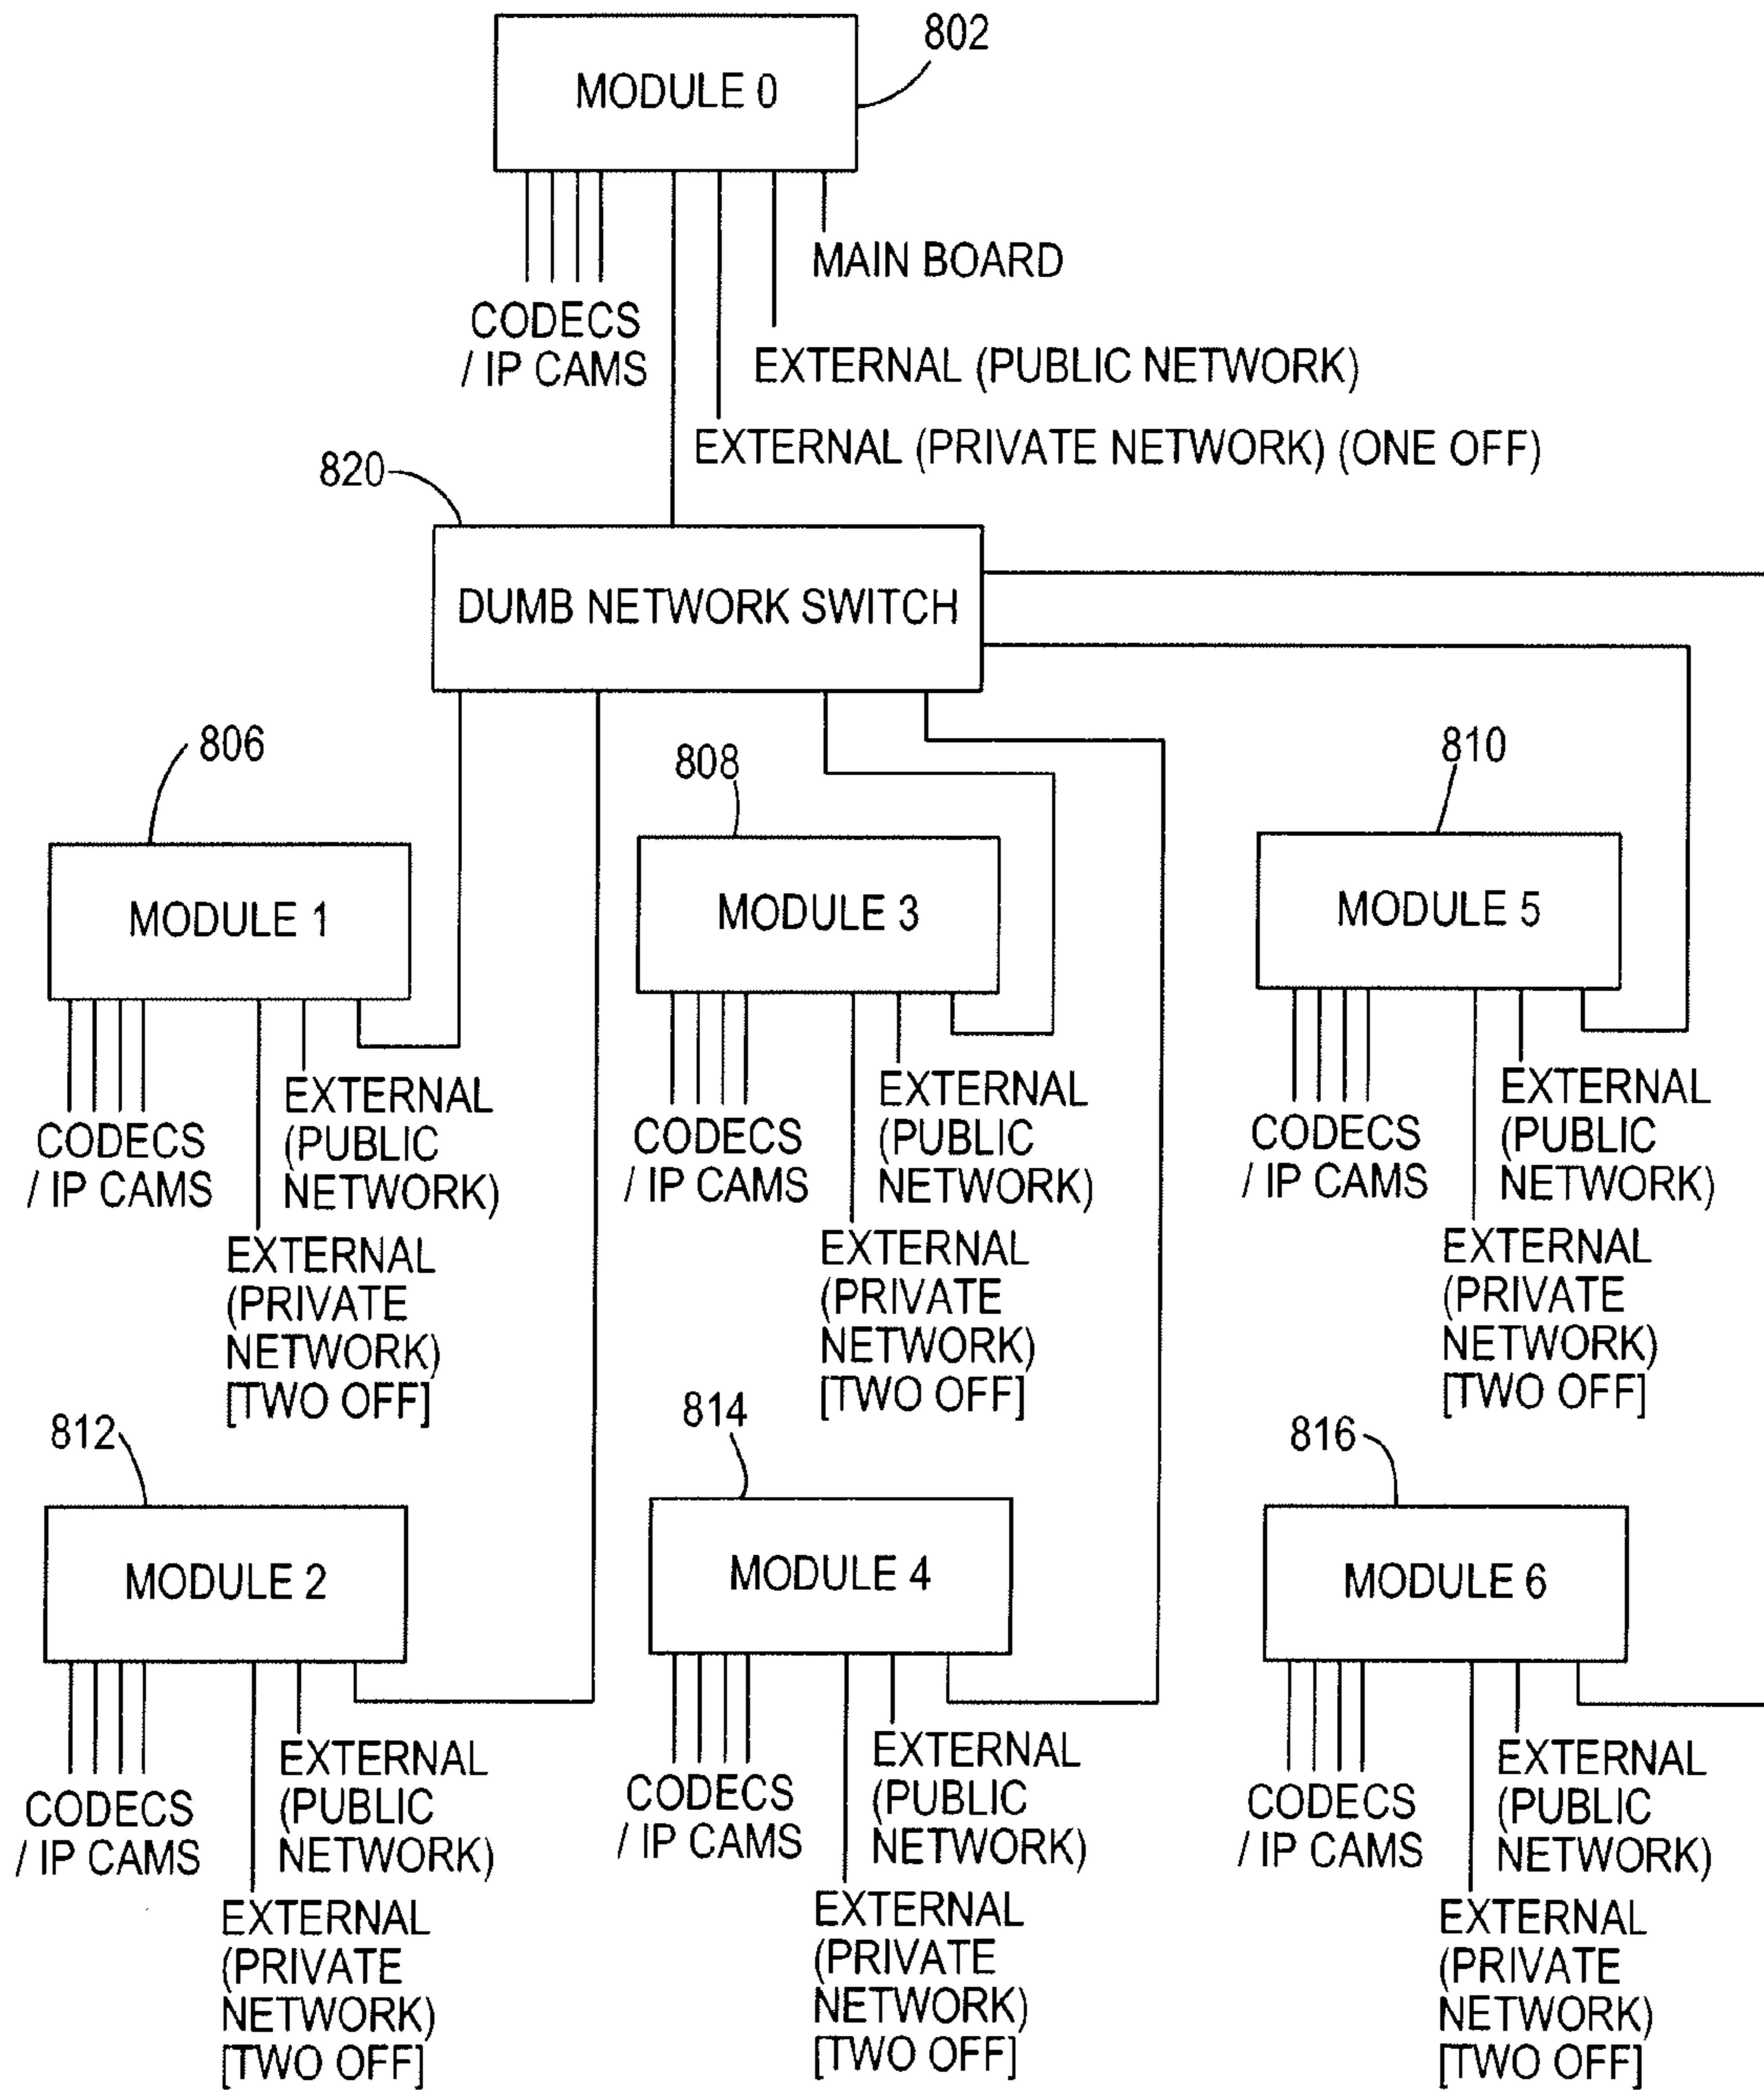 802
MODULE 0
MAIN BOARD
CODECS
/ IP CAMS
EXTERNAL (PUBLIC NETWORK)
EXTERNAL (PRIVATE NETWORK) (ONE OFF)
820
DUMB NETWORK SWITCH
806
MODULE 1
CODECS
/ IP CAMS
EXTERNAL
(PUBLIC
NETWORK)
EXTERNAL
(PRIVATE
NETWORK)
[TWO OFF]
808
MODULE 3
CODECS
/ IP CAMS
EXTERNAL
(PUBLIC
NETWORK)
EXTERNAL
(PRIVATE
NETWORK)
[TWO OFF]
810
MODULE 5
CODECS
/ IP CAMS
EXTERNAL
(PUBLIC
NETWORK)
EXTERNAL
(PRIVATE
NETWORK)
[TWO OFF]
812
MODULE 2
CODECS
/ IP CAMS
EXTERNAL
(PUBLIC
NETWORK)
EXTERNAL
(PRIVATE
NETWORK)
[TWO OFF]
814
MODULE 4
CODECS
/ IP CAMS
EXTERNAL
(PUBLIC
NETWORK)
EXTERNAL
(PRIVATE
NETWORK)
[TWO OFF]
816
MODULE 6
CODECS
/ IP CAMS
EXTERNAL
(PUBLIC
NETWORK)
EXTERNAL
(PRIVATE
NETWORK)
[TWO OFF]